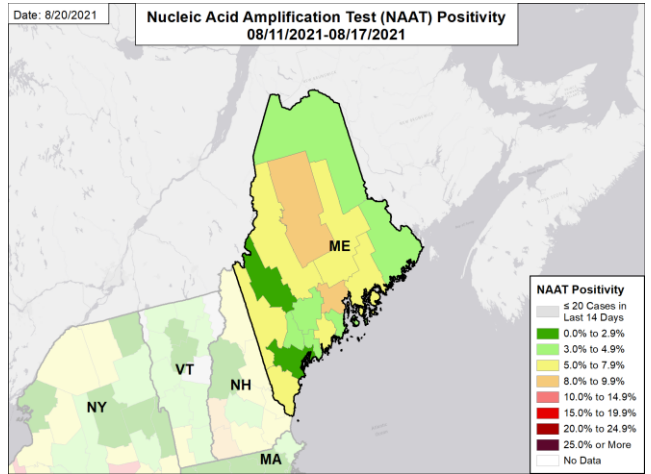 Date: 8/20/2021
Nucleic Acid Amplification Test (NAAT) Positivity
08/11/2021-08/17/2021
ME
VT
NH
NY
MA
NAAT Positivity
≤ 20 Cases in
Last 14 Days
0.0% to 2.9%
3.0% to 4.9%
5.0% to 7.9%
8.0% to 9.9%
10.0% to 14.9%
15.0% to 19.9%
20.0% to 24.9%
25.0% or More
No Data